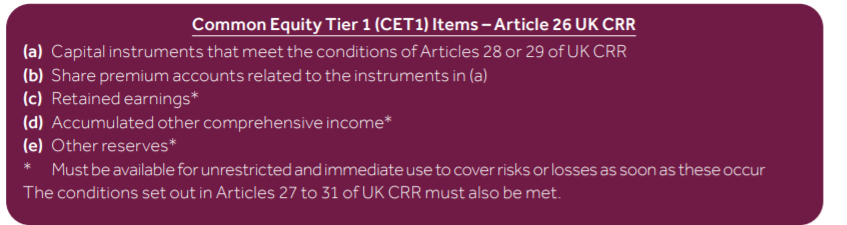 Common Equity Tier 1 (CET1) Items – Article 26 UK CRR
(a) Capital instruments that meet the conditions of Articles 28 or 29 of UK CRR
(b) Share premium accounts related to the instruments in (a)
(c) Retained earnings*
(d) Accumulated other comprehensive income*
(e) Other reserves*
* Must be available for unrestricted and immediate use to cover risks or losses as soon as these occur
The conditions set out in Articles 27 to 31 of UK CRR must also be met.